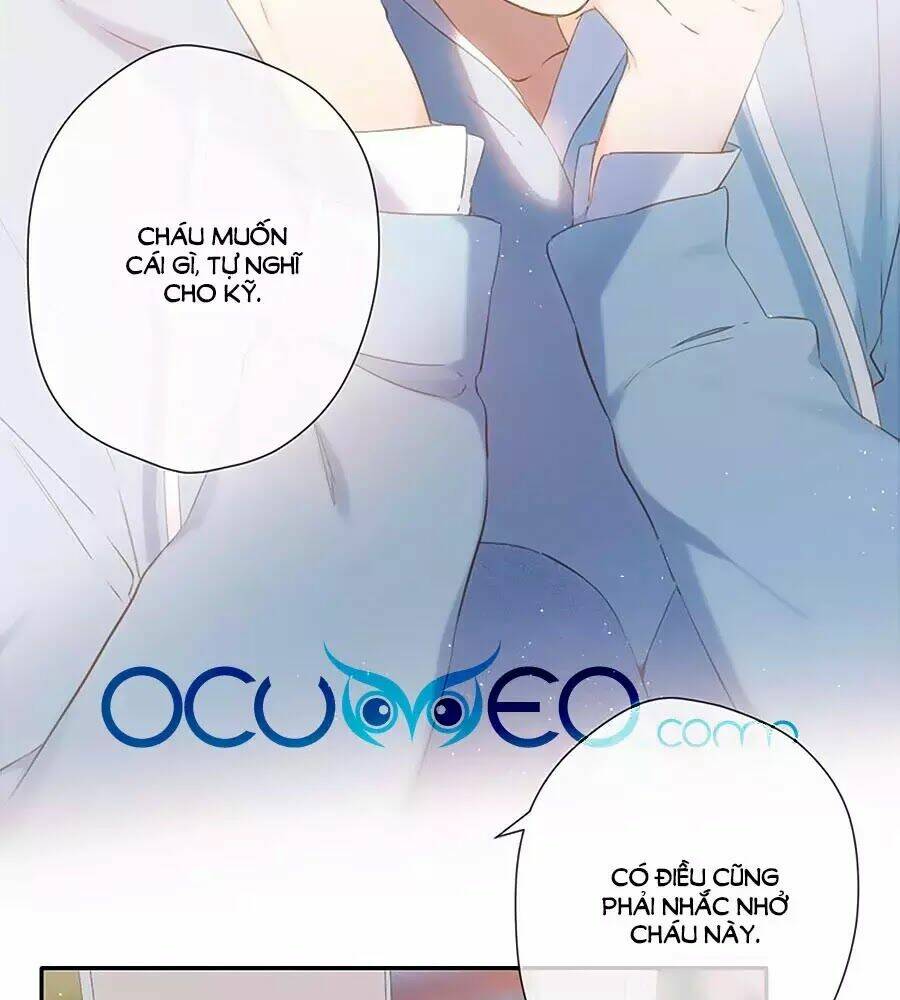 CHÁU MUỐN
CÁI GÌ, TỰ NGHĨ
CHO KỸ.
OCUMEO.com
CÓ ĐIỀU CŨNG
PHẢI NHẮC NHỞ
CHÁU NÀY.